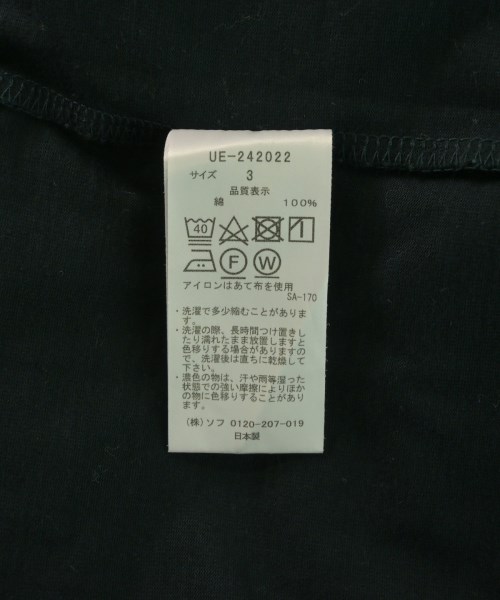 UE-242022
サイズ 3
品質表示
綿 100%
40
F W
アイロンはあて布を使用
SA-170
・洗濯で多少縮むことがありま
す。
・洗濯の際、長時間つけ置きし
たり濡れたまま放置しますと
色移りする場合がありますの
で、洗濯後は直ちに乾燥して
下さい。
・濃色の物は、汗や雨等湿った
状態での強い摩擦によりほか
の物に色移りすることがあり
ます。
(株)ソフ 0120-207-019
日本製